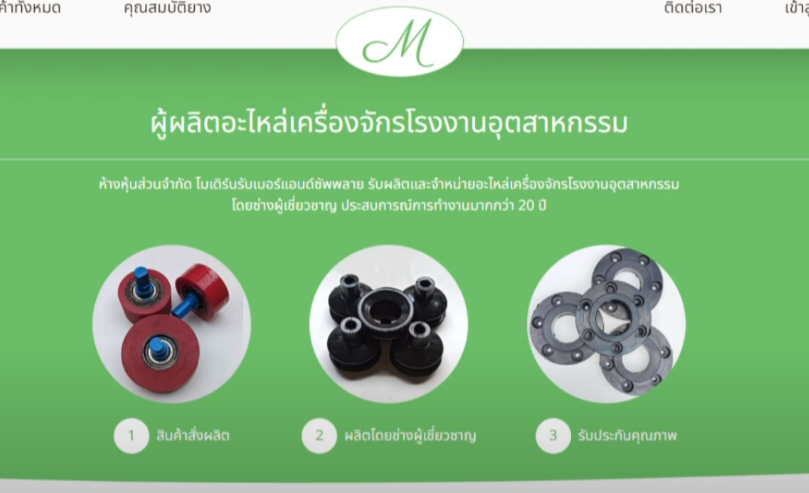 คุณสมบัติยาง
ติดต่อเรา
M
ผู้ผลิตอะไหล่เครื่องจักรโรงงานอุตสาหกรรม
ห้างหุ้นส่วนจำกัด โมเดิร์นรับเบอร์แอนด์ซัพพลาย รับผลิตและจำหน่ายอะไหล่เครื่องจักรโรงงานอุตสาหกรรม
โดยช่างผู้เชี่ยวชาญ ประสบการณ์การทำงานมากกว่า 20 ปี
1 สินค้าสั่งผลิต
2 ผลิตโดยช่างผู้เชี่ยวชาญ
3 รับประกันคุณภาพ